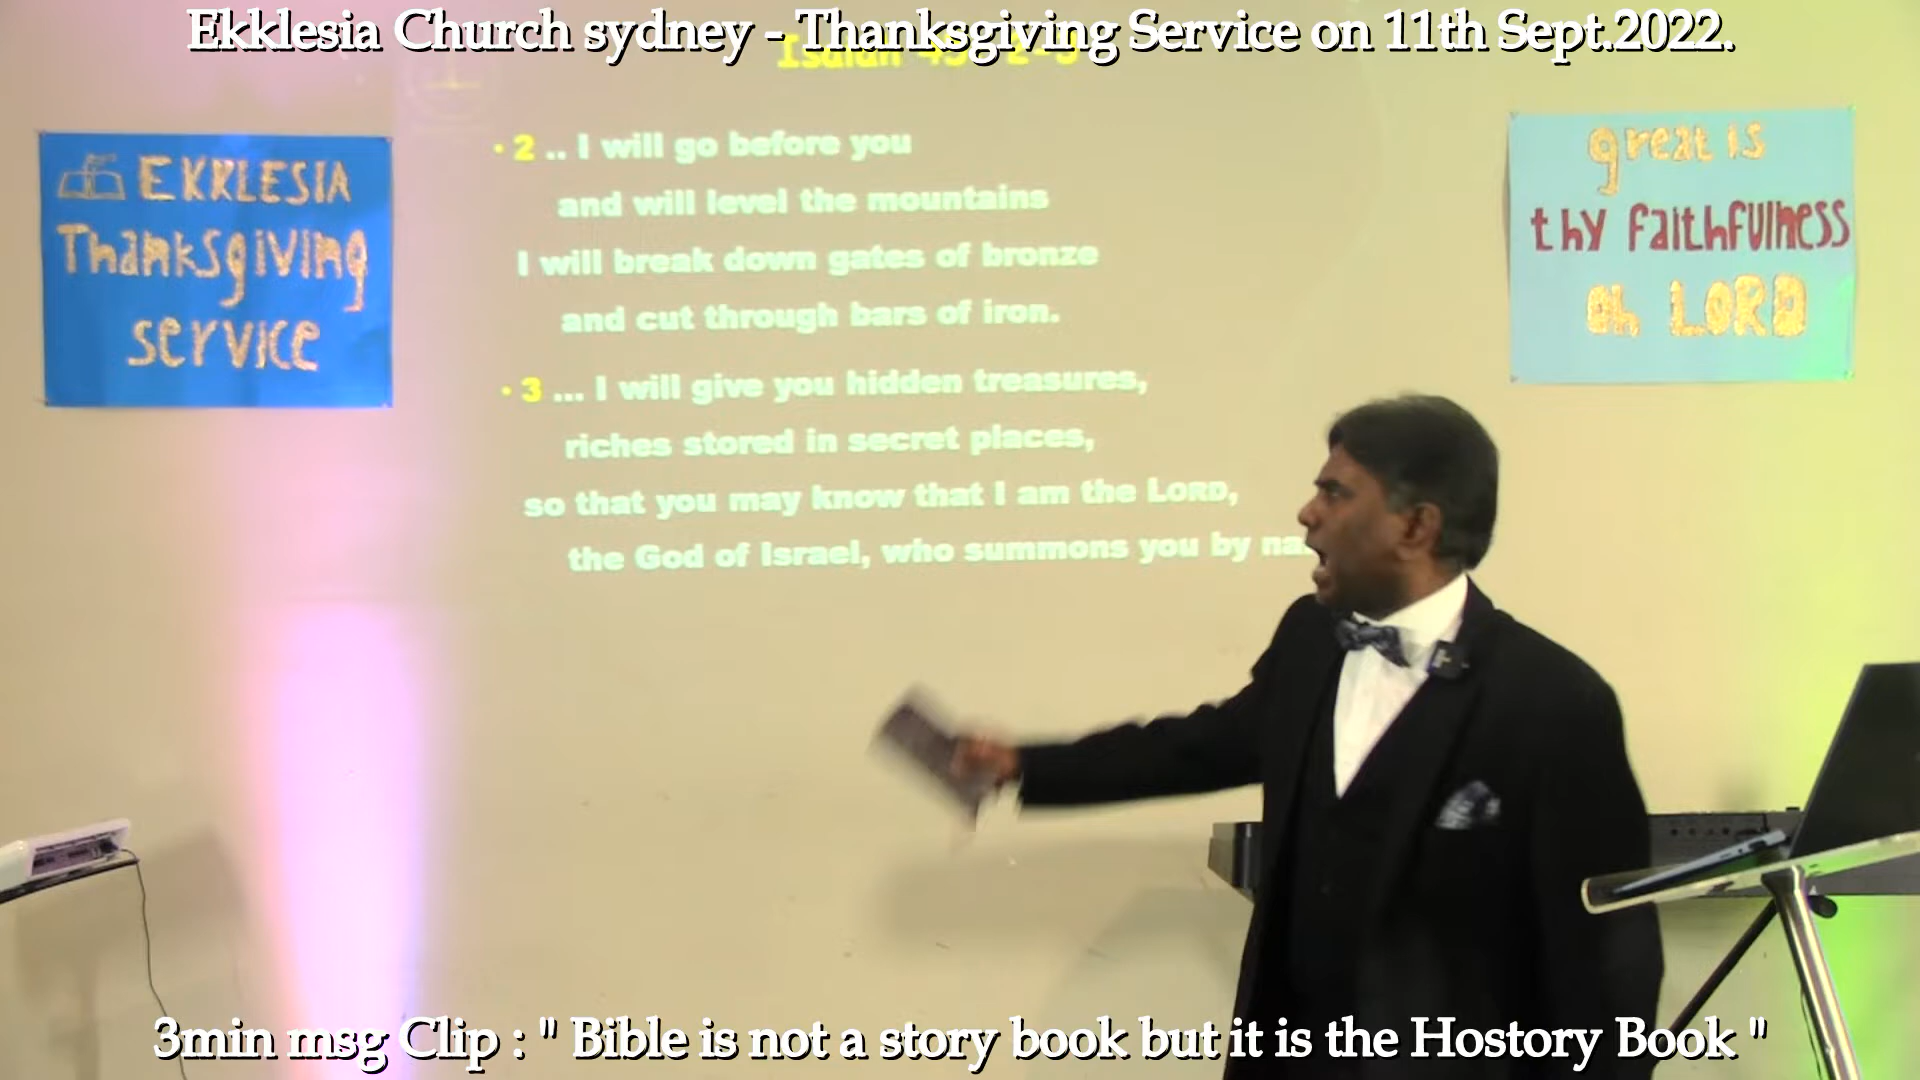 Ekklesia Church sydney - Thanksgiving Service on 11th Sept.2022.
Isaiah 45: 2-3
EKKLESIA
Thanksgiving
service
· 2 .. I will go before you
and will level the mountains
I will break down gates of bronze
and cut through bars of iron.
· 3 ... I will give you hidden treasures,
riches stored in secret places,
so that you may know that I am the LORD,
the God of Israel, who summons you by
great is
thy faithfulness
Oh LORD
3min msg Clip : " Bible is not a story book but it is the Hostory Book "